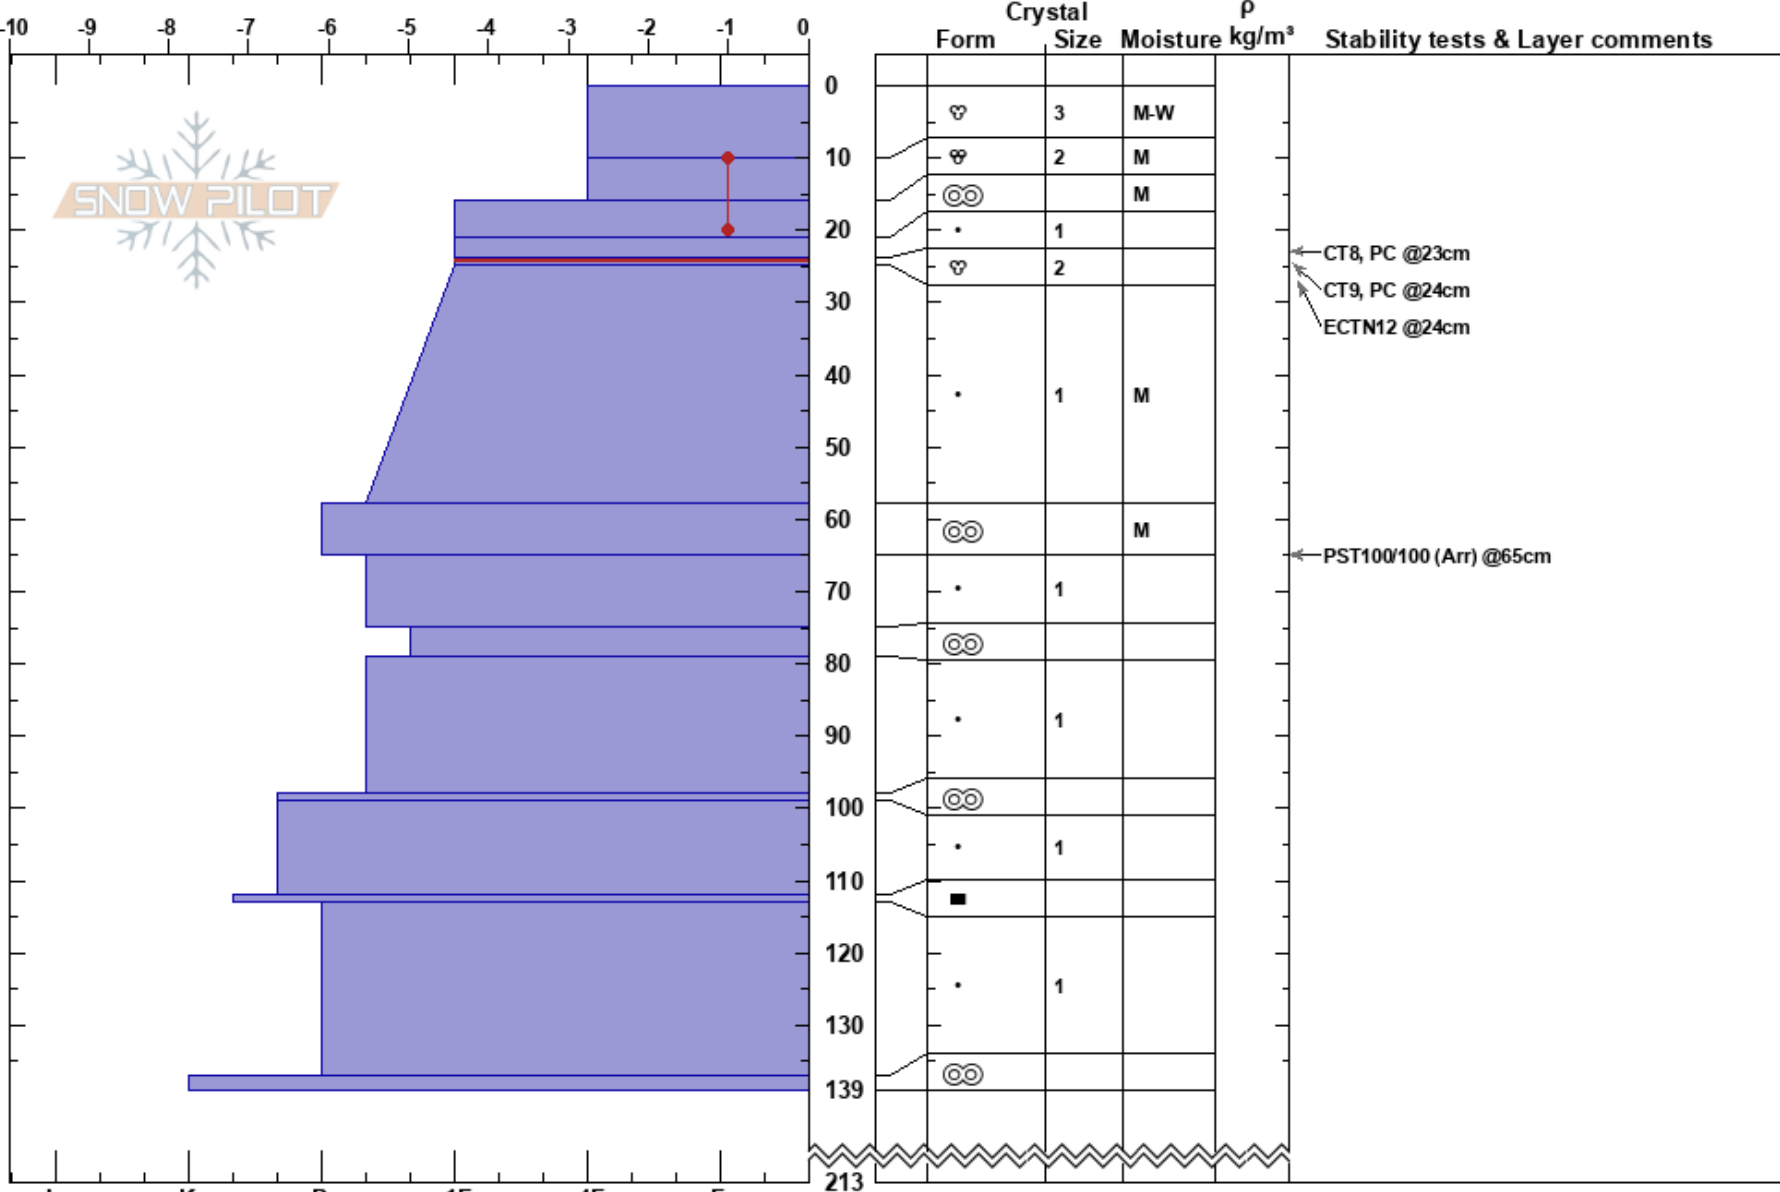 Crystal ρ
-10 -9 -8 -7 -6 -5 -4 -3 -2 -1 0 Form Size Moisture kg/m³ Stability tests & Layer comments
0
3 M-W
10 2 M
SNOW PILOT M
20 1
CT8, PC @23cm
2
CT9, PC @24cm
30
ECTN12 @24cm
40 1 M
50
60 M
PST100/100 (Arr) @65cm
70 1
80
90 1
100
110 1
120
1
130
139
213